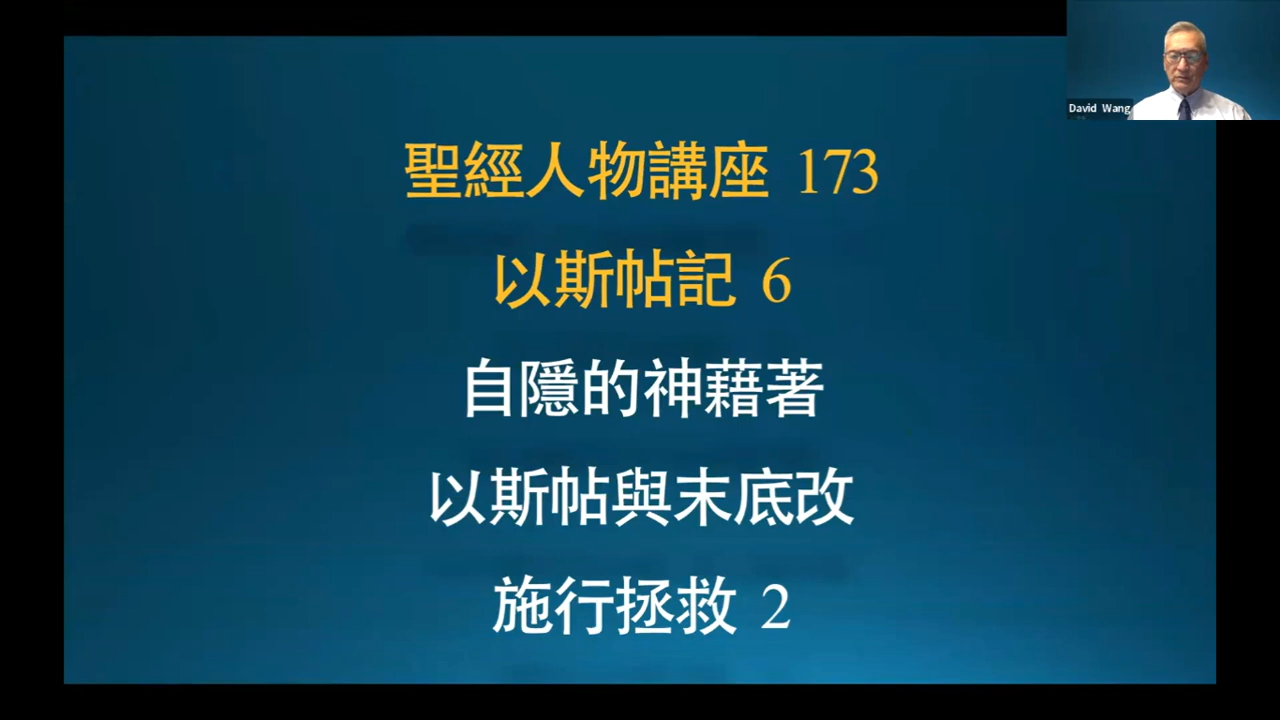 聖經人物講座 173
以斯帖記 6
自隱的神藉著
以斯帖與末底改
施行拯救 2
David Wang